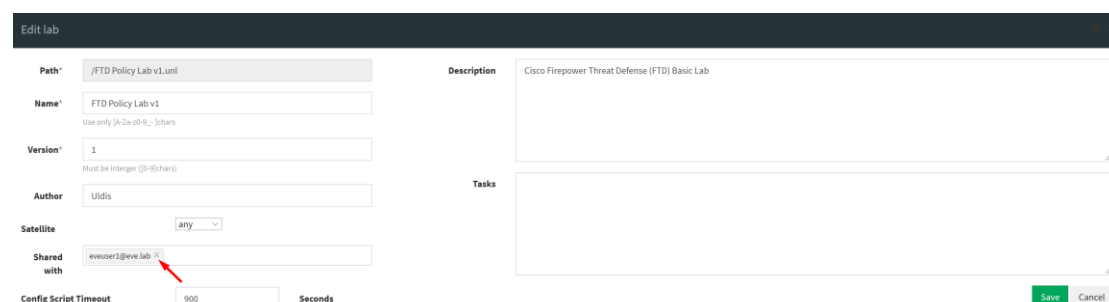 Edit lab
Path*
/FTD Policy Lab v1.unl
Name*
FTD Policy Lab v1
Use only [A-Za-z0-9_- ]chars
Version*
1
Must be interger ([0-9]chars)
Author
Uldis
Satellite
any
Shared with
eveuser1@eve.lab ×
Config Script Timeout
900
Seconds
Description
Cisco Firepower Threat Defense (FTD) Basic Lab
Tasks
Save
Cancel